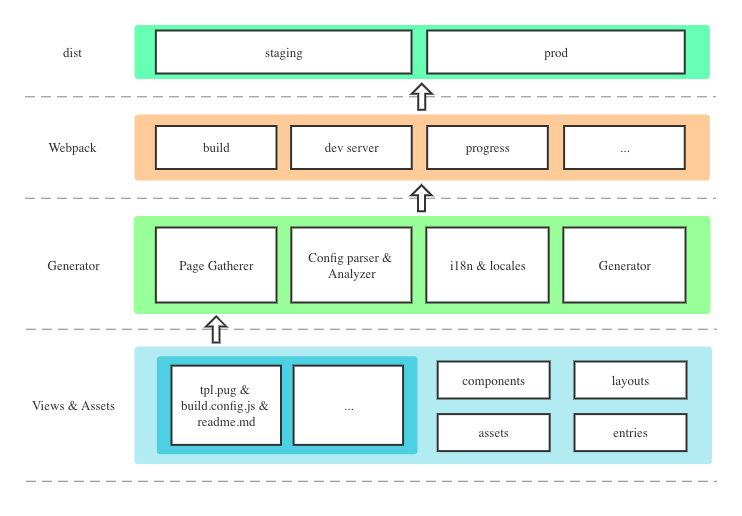 dist
staging
prod
Webpack
build
dev server
progress
...
Generator
Page Gatherer
Config parser &
Analyzer
i18n & locales
Generator
Views & Assets
tpl.pug &
build.config.js &
readme.md
...
components
layouts
assets
entries